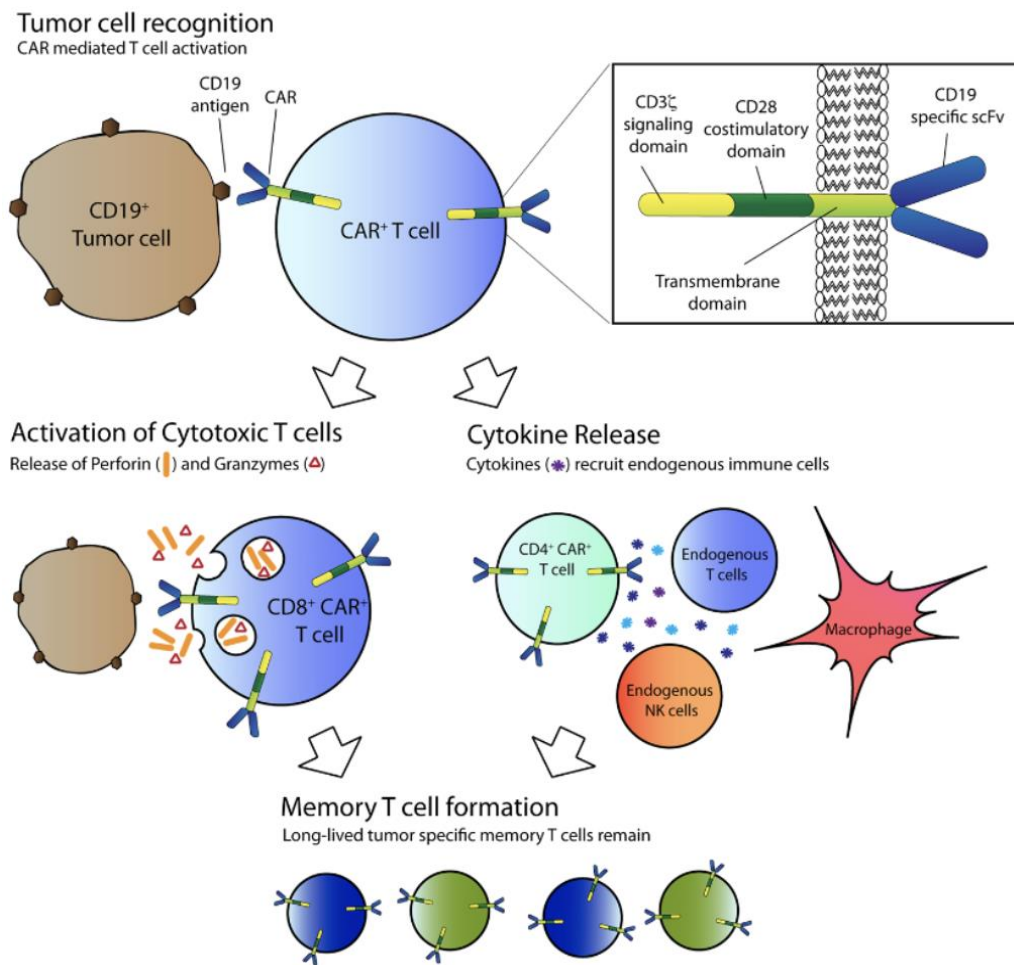 Tumor cell recognition
CAR mediated T cell activation
CD19
antigen
CAR
CD19⁺
Tumor cell
CAR⁺ T cell
CD3ζ
signaling
domain
CD28
costimulatory
domain
CD19
specific scFv
Transmembrane
domain
Activation of Cytotoxic T cells
Release of Perforin ( ) and Granzymes ( )
CD8⁺ CAR⁺
T cell
Cytokine Release
Cytokines ( ) recruit endogenous immune cells
CD4⁺ CAR⁺
T cell
Endogenous
T cells
Endogenous
NK cells
Macrophage
Memory T cell formation
Long-lived tumor specific memory T cells remain